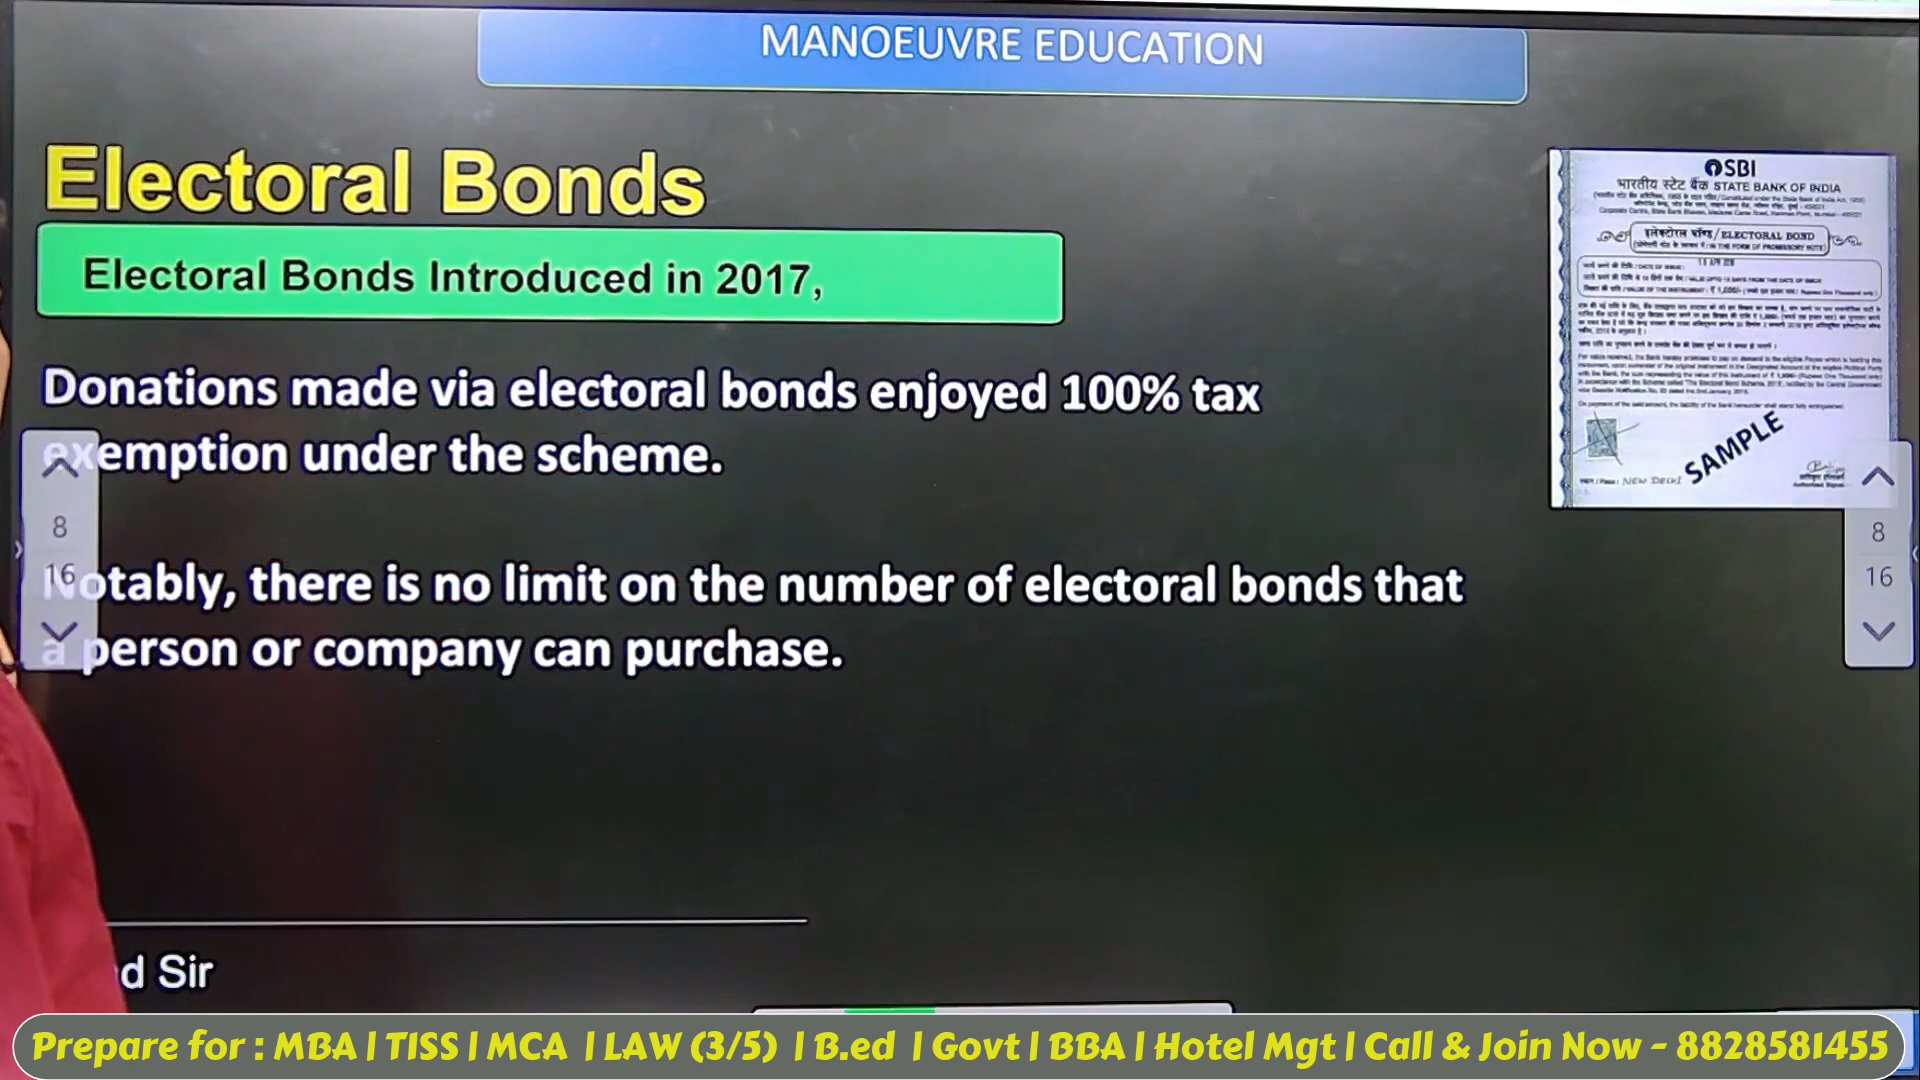 MANOEUVRE EDUCATION
Electoral Bonds
Electoral Bonds Introduced in 2017,
Donations made via electoral bonds enjoyed 100% tax
exemption under the scheme.
Notably, there is no limit on the number of electoral bonds that
a person or company can purchase.
8
16
8
16
SBI
भारतीय स्टेट बैंक STATE BANK OF INDIA
इलेक्टोरल बॉण्ड / ELECTORAL BOND
SAMPLE
NEW DELHI
d Sir
Prepare for : MBA | TISS | MCA | LAW (3/5) | B.ed | Govt | BBA | Hotel Mgt | Call & Join Now - 8828581455